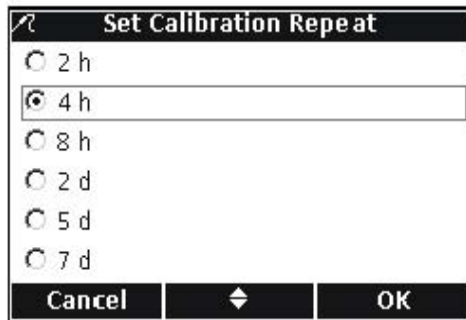 Set Calibration Repeat
2 h
4 h
8 h
2 d
5 d
7 d
Cancel OK